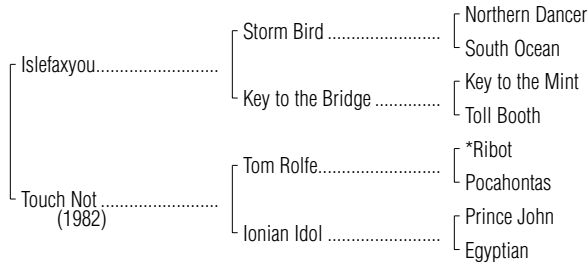 Northern Dancer
Storm Bird ......................
South Ocean
Islefaxyou........................
Key to the Mint
Key to the Bridge .............
Toll Booth
*Ribot
Tom Rolfe........................
Pocahontas
Touch Not .......................
(1982)
Prince John
Ionian Idol .......................
Egyptian